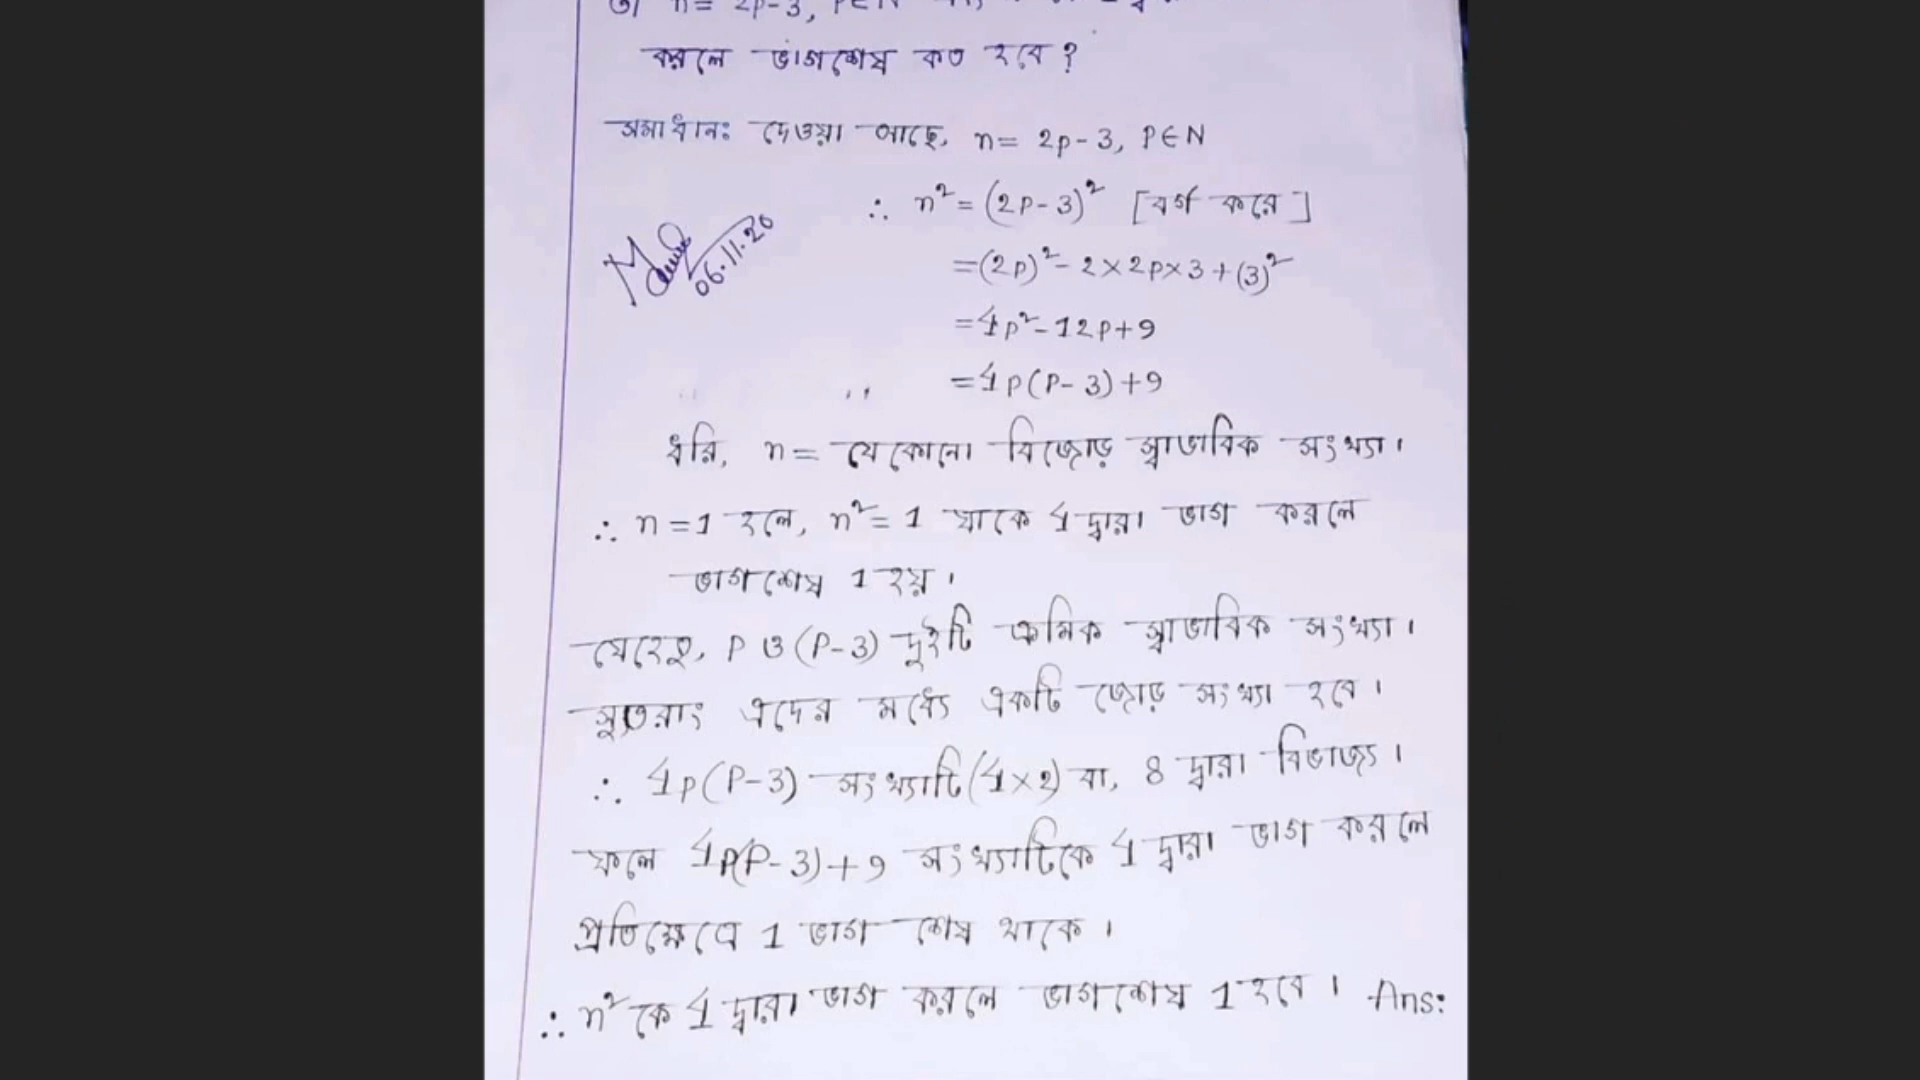 ৩। n= 2p-3, P∈N
করলে ভাগশেষ কত হবে?
সমাধান: দেওয়া আছে, n= 2p-3, P∈N
∴ n²= (2P-3)² [বর্গ করে]
=(2p)²-2×2p×3+(3)²
06.11.20
=4p²-12p+9
=4p(P-3)+9
ধরি, n= যেকোনো বিজোড় স্বাভাবিক সংখ্যা।
∴ n=1 হলে, n²=1 যাকে 4 দ্বারা ভাগ করলে
ভাগশেষ 1 হয়।
যেহেতু, P ও (P-3) দুইটি ক্রমিক স্বাভাবিক সংখ্যা।
সুতরাং এদের মধ্যে একটি জোড় সংখ্যা হবে।
∴ 4p(P-3) সংখ্যাটি (4×2) বা, 8 দ্বারা বিভাজ্য।
ফলে 4p(P-3)+9 সংখ্যাটিকে 4 দ্বারা ভাগ করলে
প্রতিক্ষেত্রে 1 ভাগ শেষ থাকে।
∴ n² কে 4 দ্বারা ভাগ করলে ভাগশেষ 1 হবে। Ans: